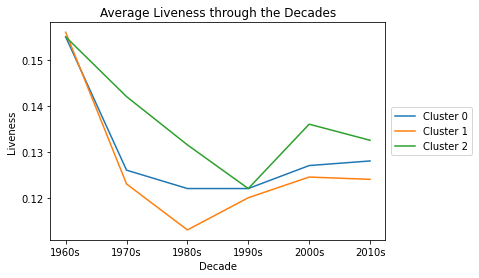 Average Liveness through the Decades
0.15
0.14
0.13
0.12
Liveness
1960s 1970s 1980s 1990s 2000s 2010s
Decade
Cluster 0
Cluster 1
Cluster 2